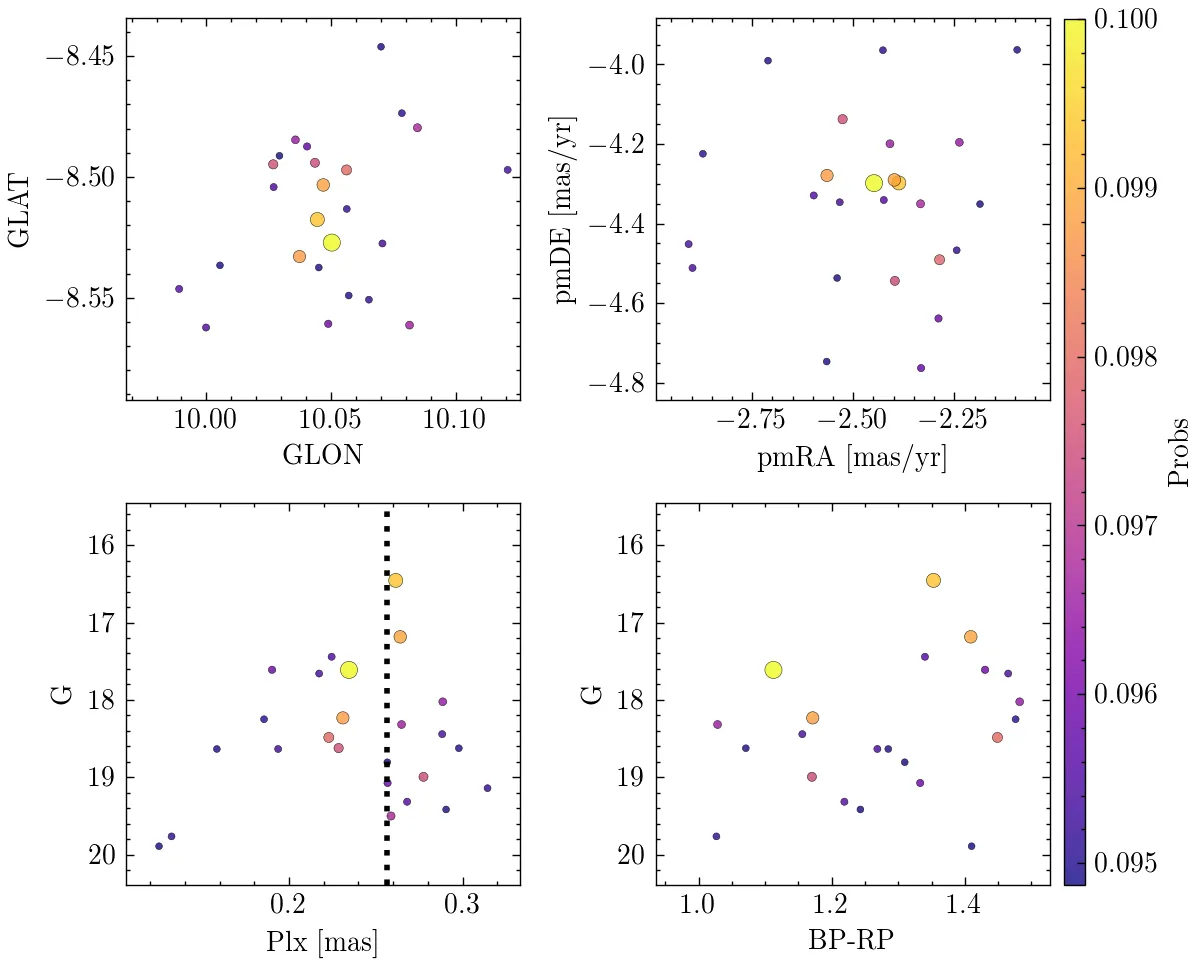 −8.45
−8.50
−8.55
GLAT
10.00 10.05 10.10
GLON
−4.0
−4.2
−4.4
−4.6
−4.8
pmDE [mas/yr]
−2.75 −2.50 −2.25
pmRA [mas/yr]
16
17
18
19
20
G
0.2 0.3
Plx [mas]
16
17
18
19
20
G
1.0 1.2 1.4
BP-RP
0.100
0.099
0.098
0.097
0.096
0.095
Probs